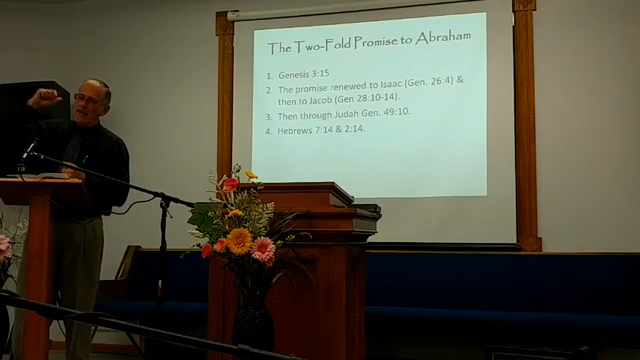 The Two-Fold Promise to Abraham
1. Genesis 3:15
2. The promise renewed to Isaac (Gen. 26:4) &
then to Jacob (Gen 28:10-14).
3. Then through Judah Gen. 49:10.
4. Hebrews 7:14 & 2:14.